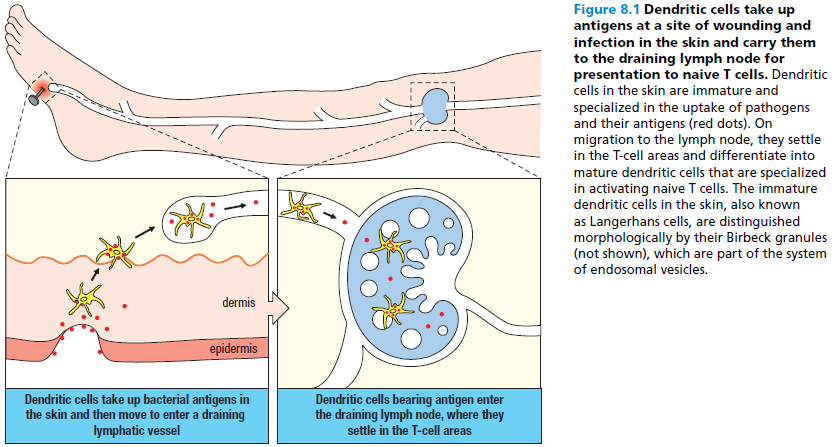 Figure 8.1 Dendritic cells take up
antigens at a site of wounding and
infection in the skin and carry them
to the draining lymph node for
presentation to naive T cells. Dendritic
cells in the skin are immature and
specialized in the uptake of pathogens
and their antigens (red dots). On
migration to the lymph node, they settle
in the T-cell areas and differentiate into
mature dendritic cells that are specialized
in activating naive T cells. The immature
dendritic cells in the skin, also known
as Langerhans cells, are distinguished
morphologically by their Birbeck granules
(not shown), which are part of the system
of endosomal vesicles.
dermis
epidermis
Dendritic cells take up bacterial antigens in
the skin and then move to enter a draining
lymphatic vessel
Dendritic cells bearing antigen enter
the draining lymph node, where they
settle in the T-cell areas